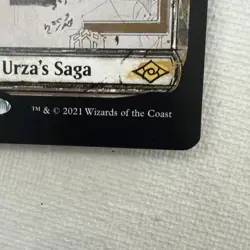 Urza's Saga
™ & © 2021 Wizards of the Coast